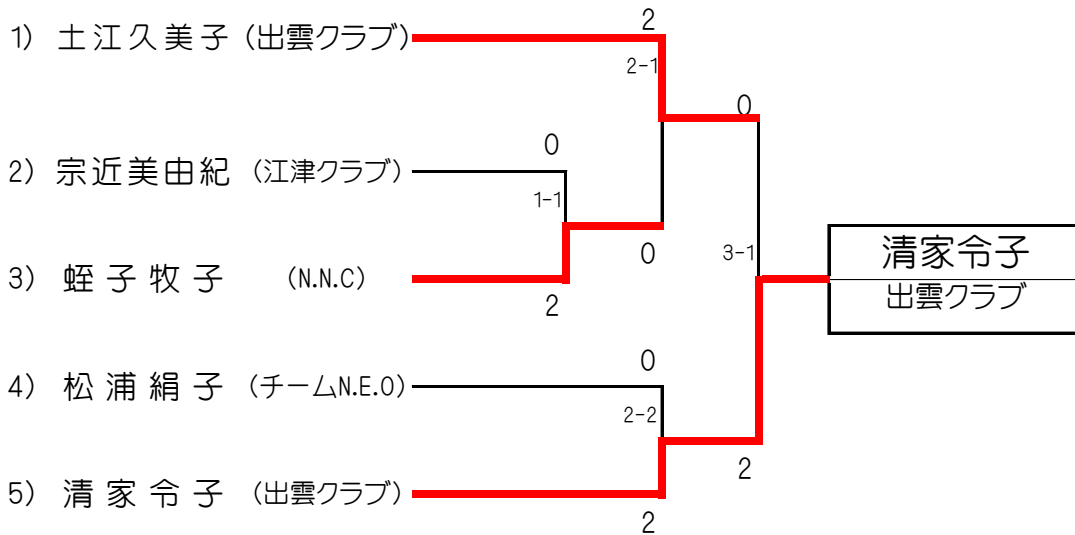 2
1) 土江久美子 (出雲クラブ)
2-1
0
0
2) 宗近美由紀 (江津クラブ)
1-1
0
3-1
清家令子
3) 蛭子牧子 (N.N.C)
出雲クラブ
2
0
4) 松浦絹子 (チームN.E.O)
2-2
2
5) 清家令子 (出雲クラブ)
2